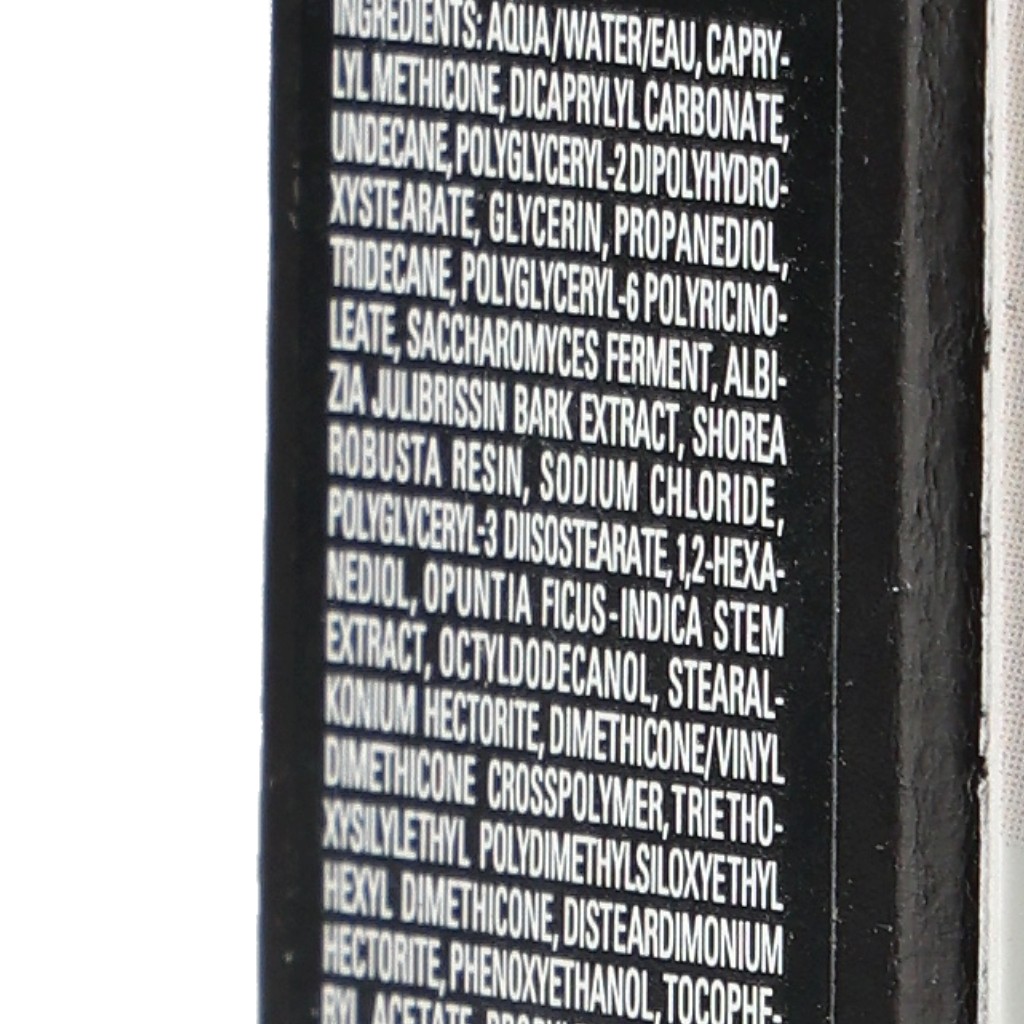 INGREDIENTS: AQUA/WATER/EAU, CAPRY-
LYL METHICONE, DICAPRYLYL CARBONATE,
UNDECANE, POLYGLYCERYL-2 DIPOLYHYDRO-
XYSTEARATE, GLYCERIN, PROPANEDIOL,
TRIDECANE, POLYGLYCERYL-6 POLYRICINO-
LEATE, SACCHAROMYCES FERMENT, ALBI-
ZIA JULIBRISSIN BARK EXTRACT, SHOREA
ROBUSTA RESIN, SODIUM CHLORIDE,
POLYGLYCERYL-3 DIISOSTEARATE, 1,2-HEXA-
NEDIOL, OPUNTIA FICUS-INDICA STEM
EXTRACT, OCTYLDODECANOL, STEARAL-
KONIUM HECTORITE, DIMETHICONE/VINYL
DIMETHICONE CROSSPOLYMER, TRIETHO-
XYSILYLETHYL POLYDIMETHYLSILOXYETHYL
HEXYL DIMETHICONE, DISTEARDIMONIUM
HECTORITE, PHENOXYETHANOL, TOCOPHE-
RYL ACETATE,